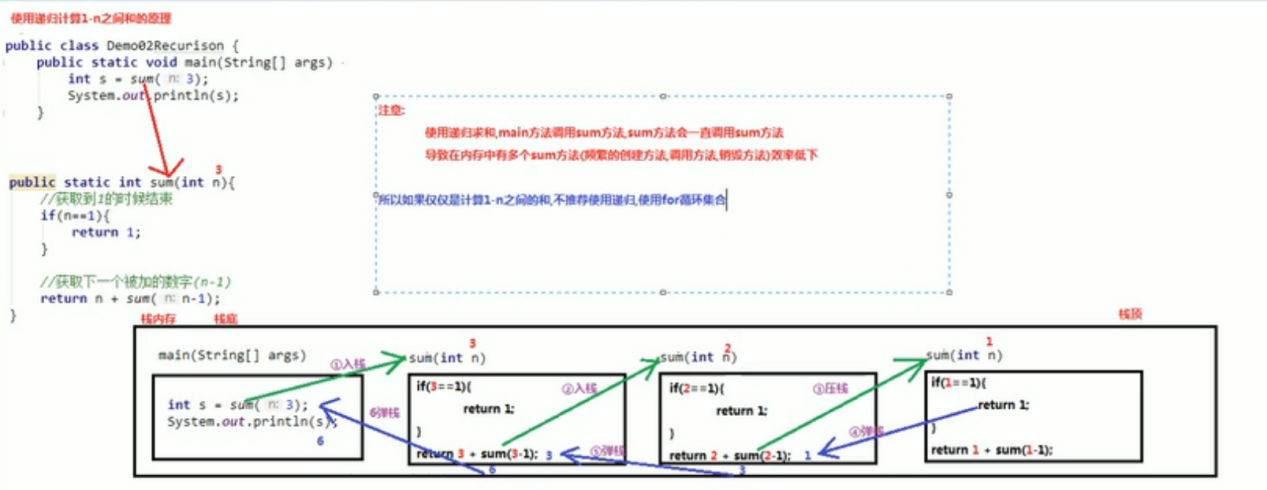 使用递归计算1-n之间和的原理
public class Demo02Recurison {
public static void main(String[] args)
int s = sum( n: 3);
System.out.println(s);
}
注意:
使用递归求和,main方法调用sum方法,sum方法会一直调用sum方法
导致在内存中有多个sum方法(频繁的创建方法,调用方法,销毁方法)效率低下
所以如果仅仅是计算1-n之间的和,不推荐使用递归,使用for循环集合
3
public static int sum(int n){
//获取到1的时候结束
if(n==1){
return 1;
}
//获取下一个被加的数字(n-1)
return n + sum( n: n-1);
}
栈内存 栈底 栈顶
main(String[] args)
int s = sum( n: 3);
System.out.println(s);
6
①入栈
3
sum(int n)
if(3==1){
return 1;
}
return 3 + sum(3-1); 3
6
6弹栈
②入栈
2
sum(int n)
if(2==1){
return 1;
}
return 2 + sum(2-1); 1
3
⑤弹栈
③压栈
1
sum(int n)
if(1==1){
return 1;
}
return 1 + sum(1-1);
④弹栈